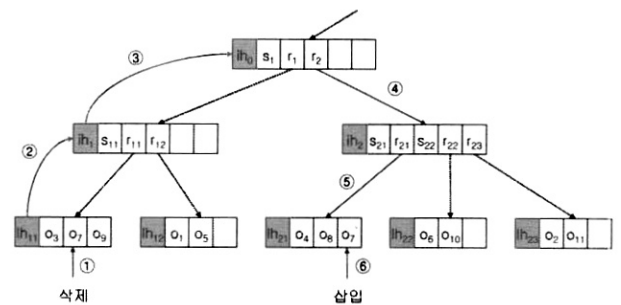 ③
ih₀ s₁ r₁ r₂
④
②
ih₁ s₁₁ r₁₁ r₁₂
ih₂ s₂₁ r₂₁ s₂₂ r₂₂ r₂₃
⑤
ih₁₁ o₃ o₇ o₉
ih₁₂ o₁ o₅
ih₂₁ o₄ o₈ o₇
ih₂₂ o₆ o₁₀
ih₂₃ o₂ o₁₁
①
⑥
삭제
삽입